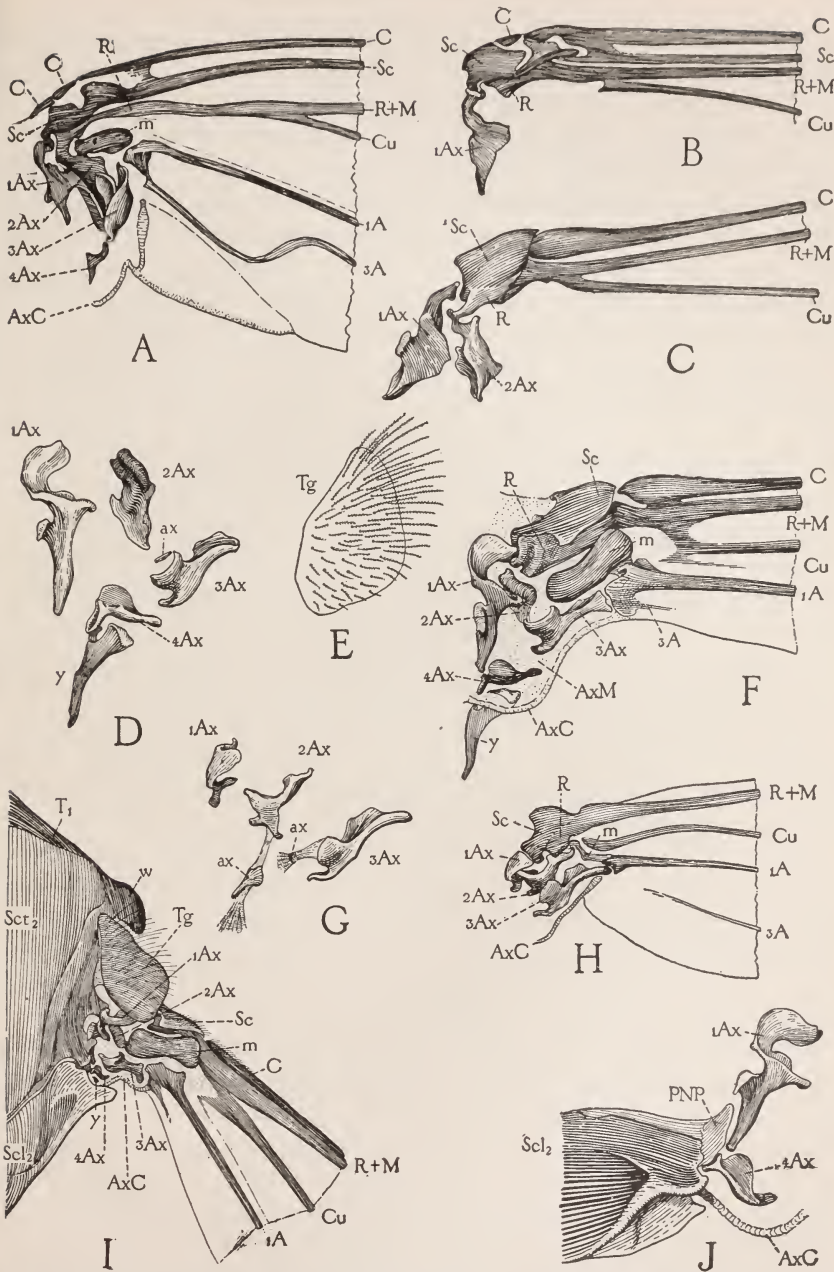 C
C
R
C
Sc
R+M
Cu
m
Sc
1Ax
2Ax
3Ax
4Ax
AxC
1A
3A
A
C
Sc
C
Sc
R+M
R
Cu
1Ax
B
C
Sc
R+M
R
1Ax
Cu
2Ax
C
1Ax
2Ax
ax
3Ax
4Ax
y
D
Tg
E
Sc
R
C
R+M
m
Cu
1Ax
1A
2Ax
3Ax
3A
4Ax
AxM
AxC
y
F
1Ax
2Ax
ax
ax
3Ax
G
R+M
R
Sc
m
Cu
1Ax
1A
2Ax
3Ax
AxC
3A
H
T1
w
Sct2
Tg
1Ax
2Ax
Sc
m
C
y
4Ax
3Ax
AxC
Scl2
R+M
Cu
1A
I
1Ax
PNP
Scl2
4Ax
AxC
J